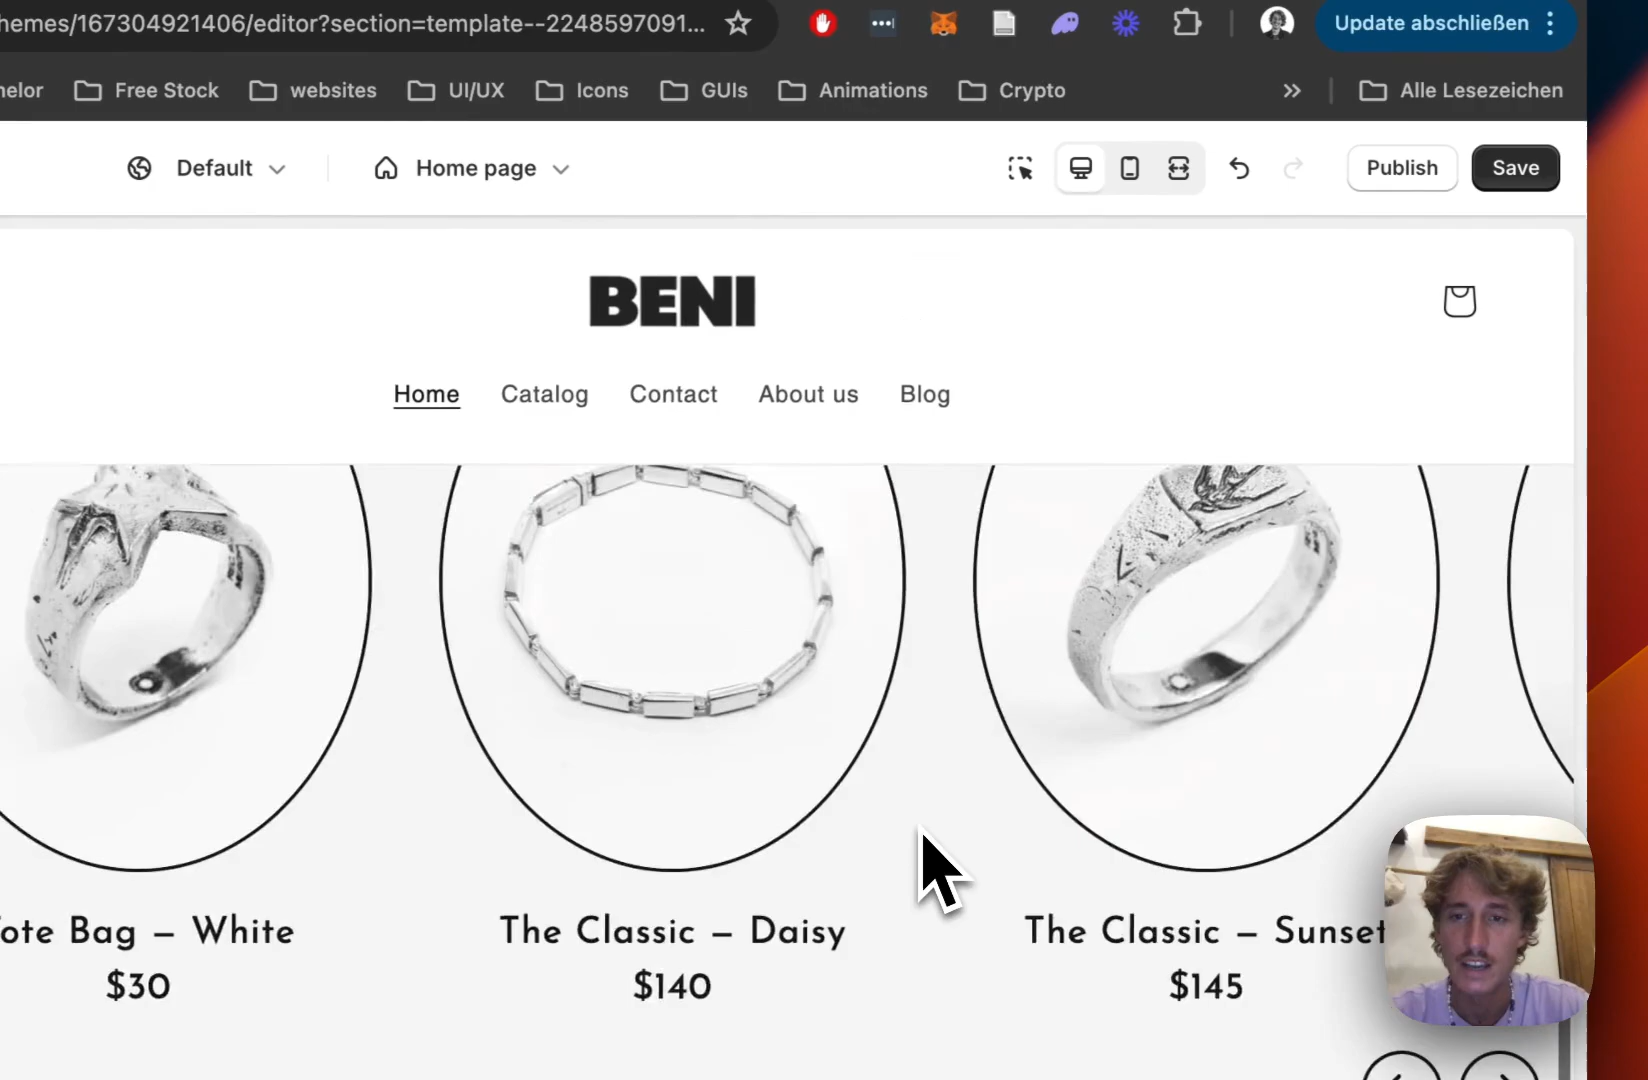 hemes/167304921406/editor?section=template--2248597091...
Update abschließen
Free Stock
websites
UI/UX
Icons
GUIs
Animations
Crypto
Alle Lesezeichen
Default
Home page
Publish
Save
BENI
Home
Catalog
Contact
About us
Blog
ote Bag – White
$30
The Classic – Daisy
$140
The Classic – Sunset
$145